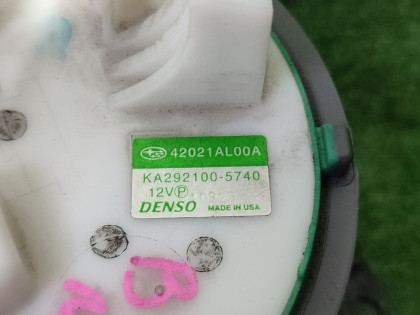 42021AL00A
KA292100-5740
12V Ⓟ
DENSO MADE IN USA